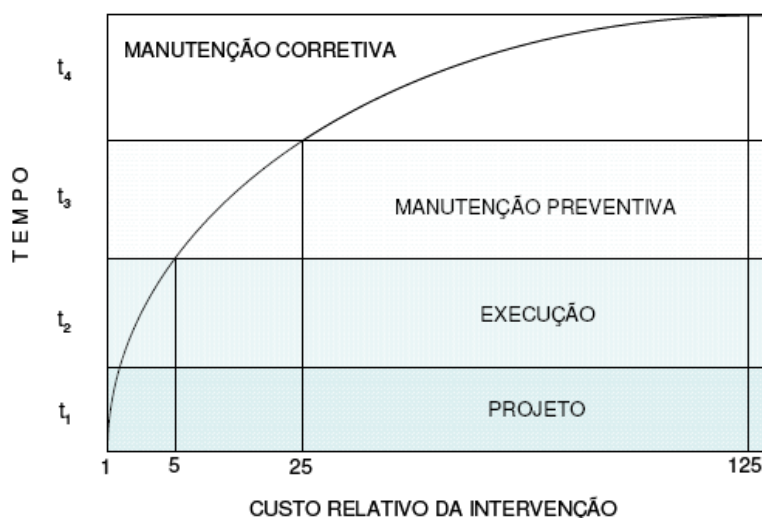 MANUTENÇÃO CORRETIVA
t4
TEMPO
t3
MANUTENÇÃO PREVENTIVA
t2
EXECUÇÃO
t1
PROJETO
1 5 25 125
CUSTO RELATIVO DA INTERVENÇÃO